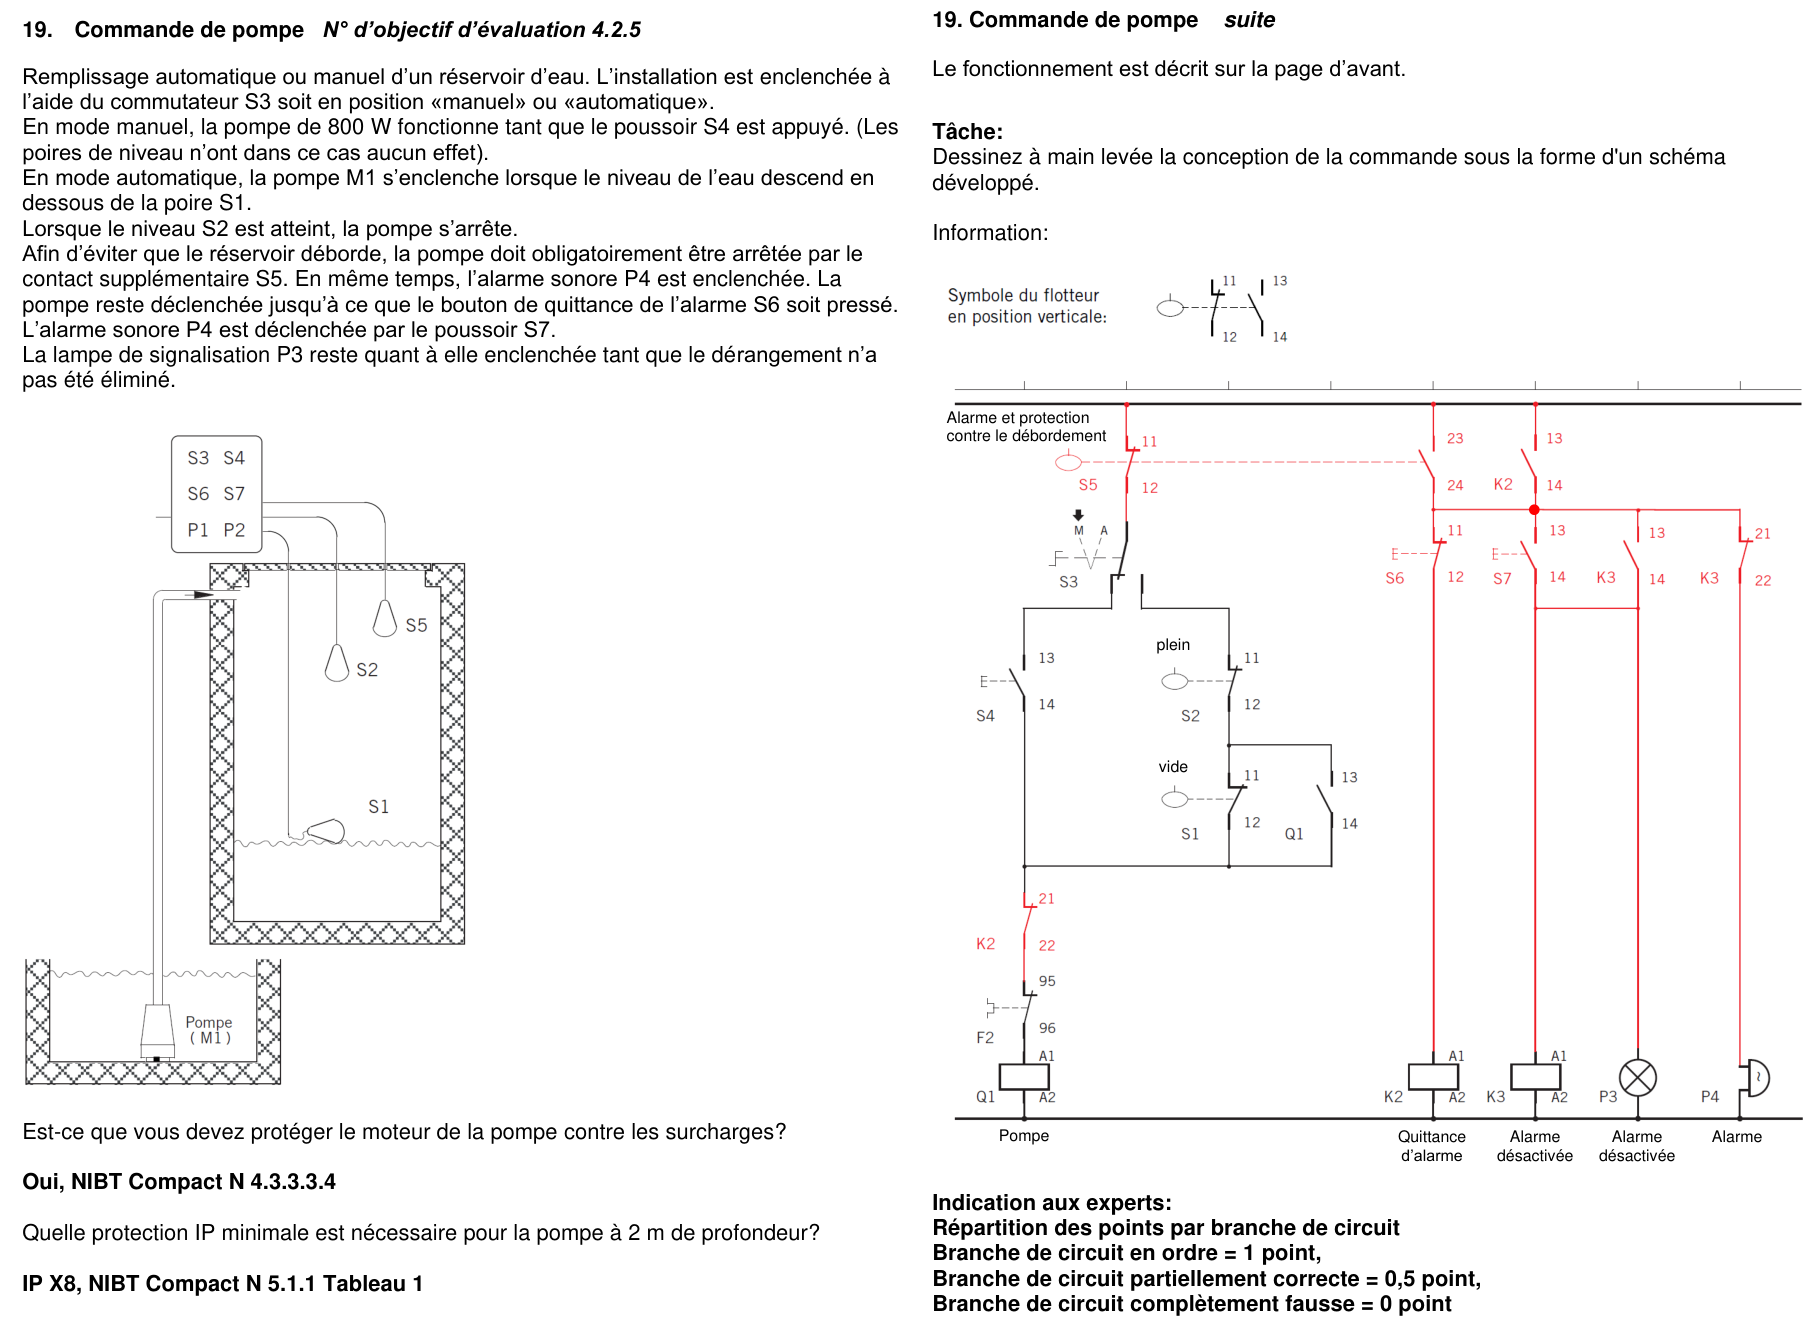 19. Commande de pompe N° d’objectif d’évaluation 4.2.5
Remplissage automatique ou manuel d’un réservoir d’eau. L’installation est enclenchée à
l’aide du commutateur S3 soit en position «manuel» ou «automatique».
En mode manuel, la pompe de 800 W fonctionne tant que le poussoir S4 est appuyé. (Les
poires de niveau n’ont dans ce cas aucun effet).
En mode automatique, la pompe M1 s’enclenche lorsque le niveau de l’eau descend en
dessous de la poire S1.
Lorsque le niveau S2 est atteint, la pompe s’arrête.
Afin d’éviter que le réservoir déborde, la pompe doit obligatoirement être arrêtée par le
contact supplémentaire S5. En même temps, l’alarme sonore P4 est enclenchée. La
pompe reste déclenchée jusqu’à ce que le bouton de quittance de l’alarme S6 soit pressé.
L’alarme sonore P4 est déclenchée par le poussoir S7.
La lampe de signalisation P3 reste quant à elle enclenchée tant que le dérangement n’a
pas été éliminé.
S3 S4
S6 S7
P1 P2
S5
S2
S1
Pompe
( M1 )
Est-ce que vous devez protéger le moteur de la pompe contre les surcharges?
Oui, NIBT Compact N 4.3.3.3.4
Quelle protection IP minimale est nécessaire pour la pompe à 2 m de profondeur?
IP X8, NIBT Compact N 5.1.1 Tableau 1
19. Commande de pompe suite
Le fonctionnement est décrit sur la page d’avant.
Tâche:
Dessinez à main levée la conception de la commande sous la forme d'un schéma
développé.
Information:
Symbole du flotteur
en position verticale:
11 13
12 14
Alarme et protection
contre le débordement
11 23 13
S5 12 24 K2 14
M A
S3
11 13 13 21
S6 12 S7 14 K3 14 K3 22
plein
13 11
S4 14 S2 12
vide
11 13
S1 12 Q1 14
21
K2 22
95
F2 96
A1 A1 A1
Q1 A2 K2 A2 K3 A2 P3 P4
~
Pompe Quittance Alarme Alarme Alarme
d’alarme désactivée désactivée
Indication aux experts:
Répartition des points par branche de circuit
Branche de circuit en ordre = 1 point,
Branche de circuit partiellement correcte = 0,5 point,
Branche de circuit complètement fausse = 0 point